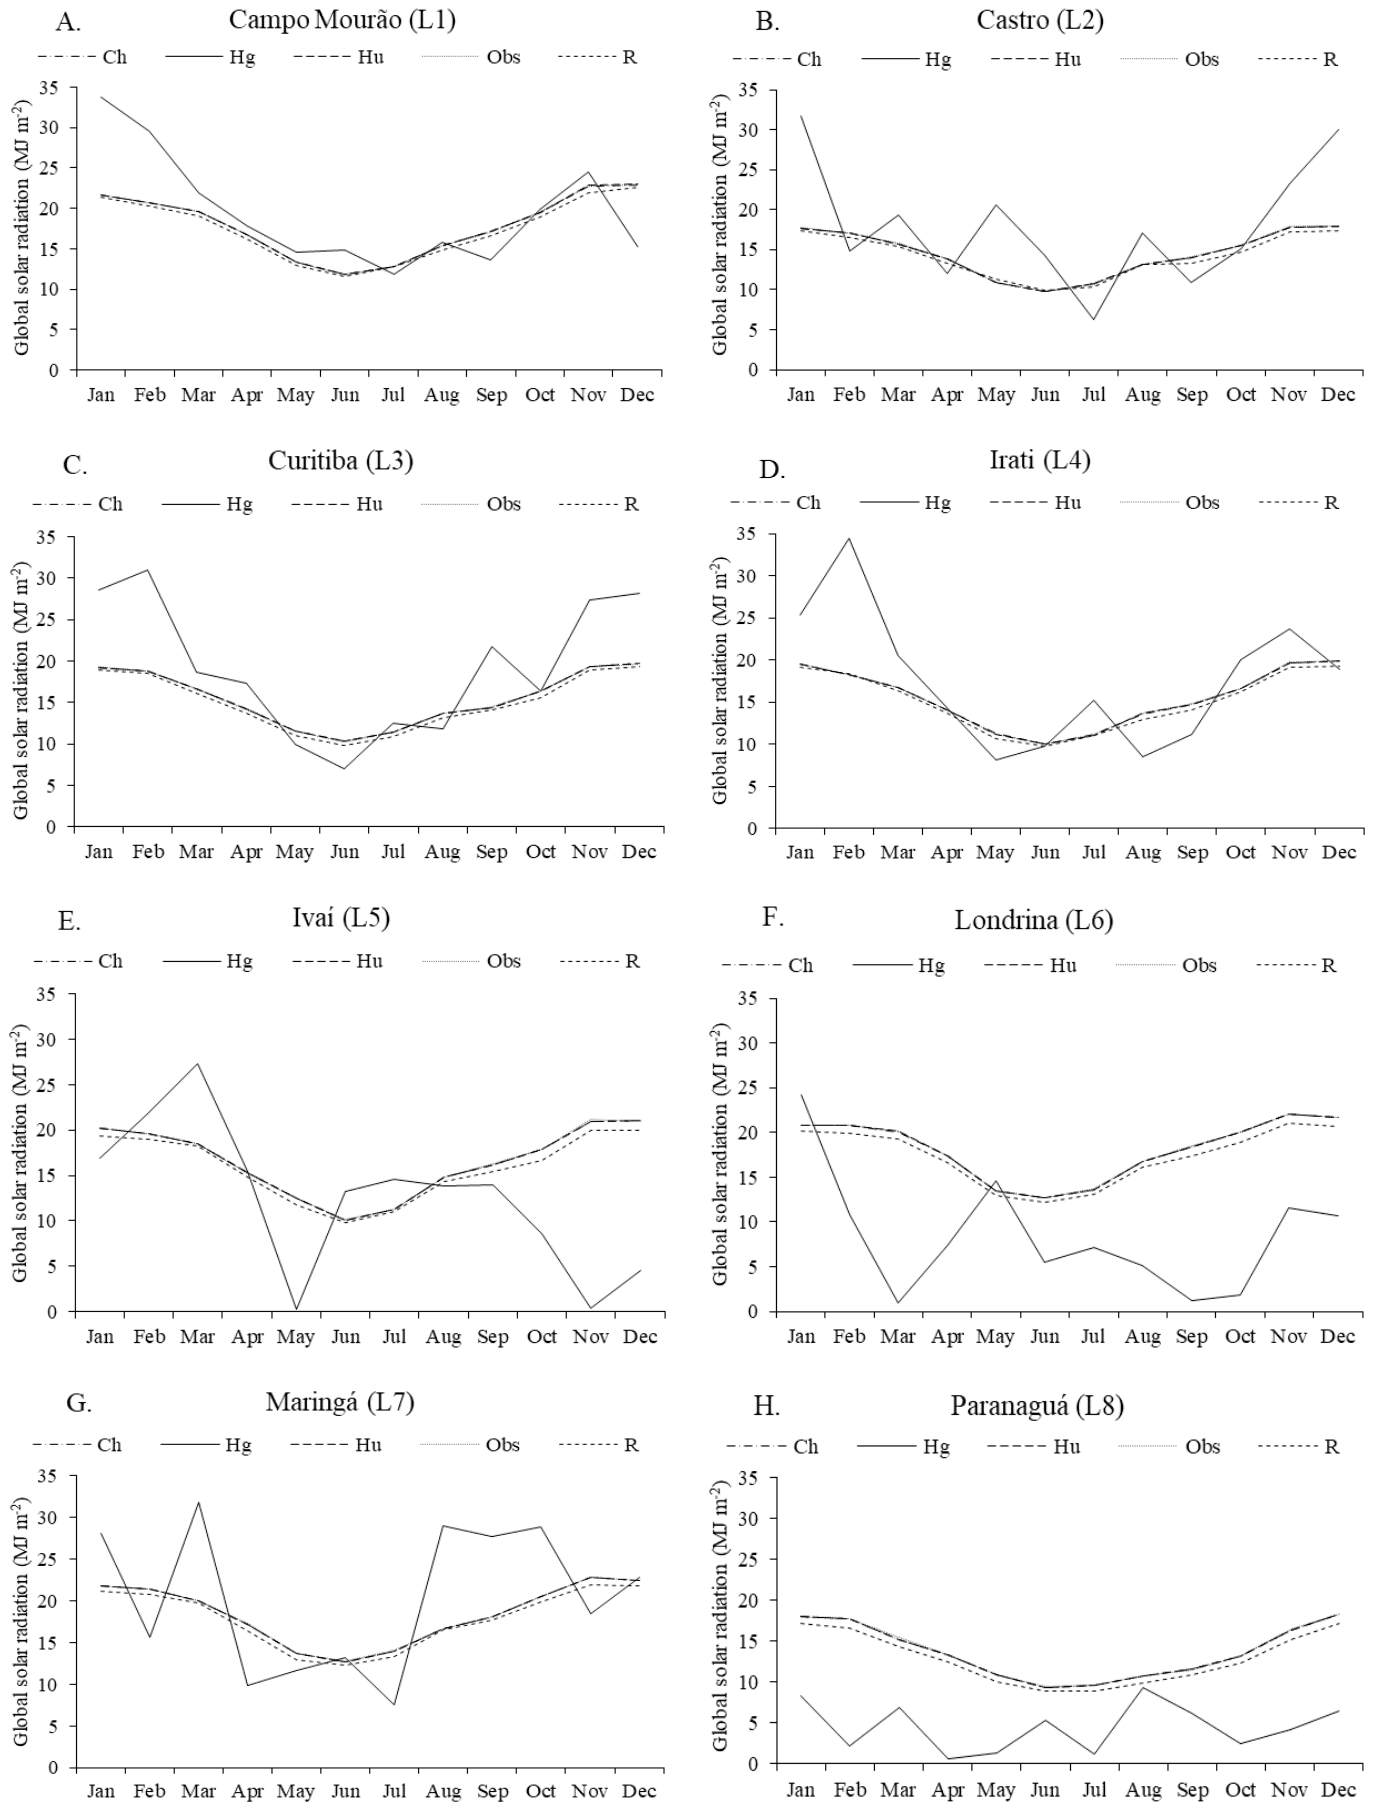 A. Campo Mourão (L1)
Ch Hg Hu Obs R
Global solar radiation (MJ m-2)
35
30
25
20
15
10
5
0
Jan Feb Mar Apr May Jun Jul Aug Sep Oct Nov Dec
B. Castro (L2)
Ch Hg Hu Obs R
Global solar radiation (MJ m-2)
35
30
25
20
15
10
5
0
Jan Feb Mar Apr May Jun Jul Aug Sep Oct Nov Dec
C. Curitiba (L3)
Ch Hg Hu Obs R
Global solar radiation (MJ m-2)
35
30
25
20
15
10
5
0
Jan Feb Mar Apr May Jun Jul Aug Sep Oct Nov Dec
D. Irati (L4)
Ch Hg Hu Obs R
Global solar radiation (MJ m-2)
35
30
25
20
15
10
5
0
Jan Feb Mar Apr May Jun Jul Aug Sep Oct Nov Dec
E. Ivaí (L5)
Ch Hg Hu Obs R
Global solar radiation (MJ m-2)
35
30
25
20
15
10
5
0
Jan Feb Mar Apr May Jun Jul Aug Sep Oct Nov Dec
F. Londrina (L6)
Ch Hg Hu Obs R
Global solar radiation (MJ m-2)
35
30
25
20
15
10
5
0
Jan Feb Mar Apr May Jun Jul Aug Sep Oct Nov Dec
G. Maringá (L7)
Ch Hg Hu Obs R
Global solar radiation (MJ m-2)
35
30
25
20
15
10
5
0
Jan Feb Mar Apr May Jun Jul Aug Sep Oct Nov Dec
H. Paranaguá (L8)
Ch Hg Hu Obs R
Global solar radiation (MJ m-2)
35
30
25
20
15
10
5
0
Jan Feb Mar Apr May Jun Jul Aug Sep Oct Nov Dec